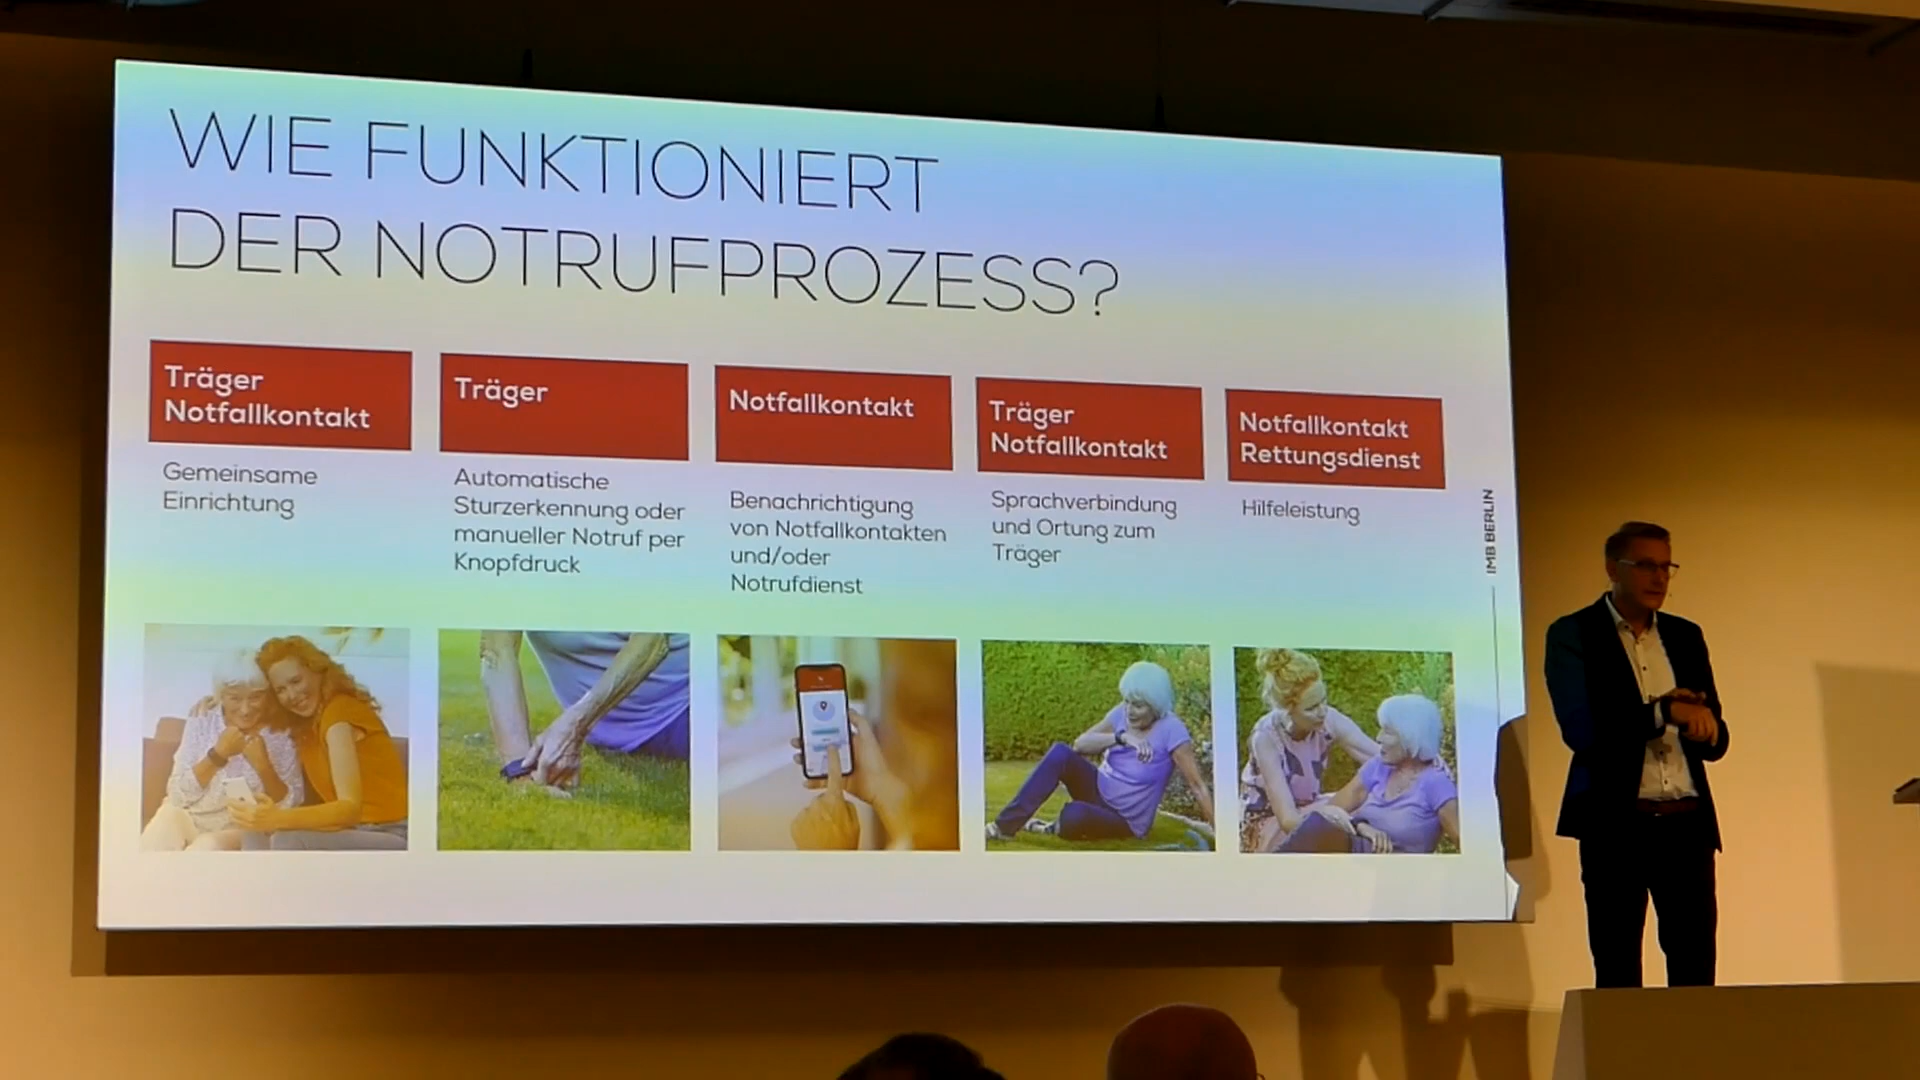 WIE FUNKTIONIERT
DER NOTRUFPROZESS?
Träger
Notfallkontakt
Gemeinsame
Einrichtung
Träger
Automatische
Sturzerkennung oder
manueller Notruf per
Knopfdruck
Notfallkontakt
Benachrichtigung
von Notfallkontakten
und/oder
Notrufdienst
Träger
Notfallkontakt
Sprachverbindung
und Ortung zum
Träger
Notfallkontakt
Rettungsdienst
Hilfeleistung
IMB BERLIN